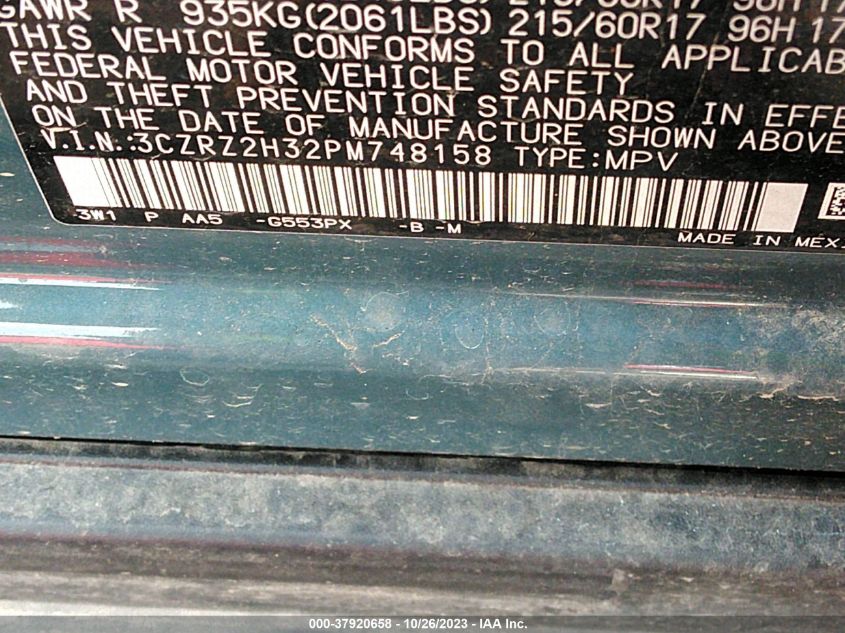 GAWR R 935KG(2061LBS) 215/60R17 96H 17
THIS VEHICLE CONFORMS TO ALL APPLICAB
FEDERAL MOTOR VEHICLE SAFETY
AND THEFT PREVENTION STANDARDS IN EFFE
ON THE DATE OF MANUFACTURE SHOWN ABOVE
V.I.N.:3CZRZ2H32PM748158 TYPE:MPV
3W1 P AA5 -G553PX -B -M
MADE IN MEXI
000-37920658 - 10/26/2023 - IAA Inc.